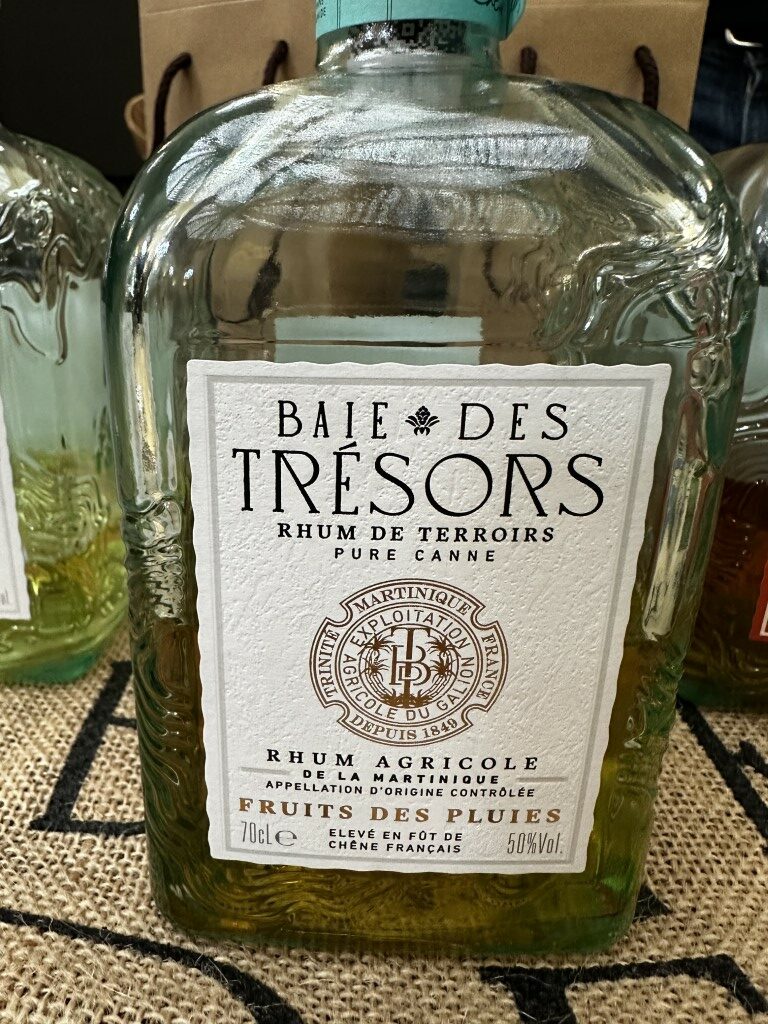 BAIE DES
TRÉSORS
RHUM DE TERROIRS
PURE CANNE
MARTINIQUE
TRINITÉ
FRANCE
EXPLOITATION
AGRICOLE DU GALION
BT
DEPUIS 1849
RHUM AGRICOLE
DE LA MARTINIQUE
APPELLATION D'ORIGINE CONTRÔLÉE
FRUITS DES PLUIES
70cL e
ELEVÉ EN FÛT DE
CHÊNE FRANÇAIS
50%Vol.